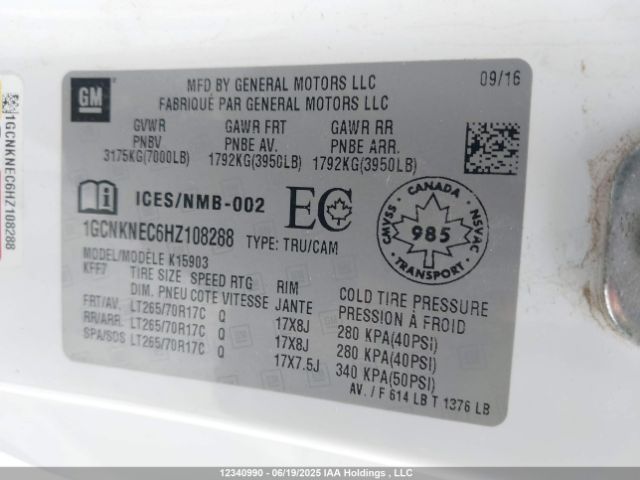 GM
MFD BY GENERAL MOTORS LLC
FABRIQUÉ PAR GENERAL MOTORS LLC
09/16
GVWR GAWR FRT GAWR RR
PNBV PNBE AV. PNBE ARR.
3175KG(7000LB) 1792KG(3950LB) 1792KG(3950LB)
ICES/NMB-002
EC
CANADA
CMVSS
985
NSVAC
TRANSPORT
1GCNKNEC6HZ108288 TYPE: TRU/CAM
MODEL/MODÈLE K15903
KFF7 TIRE SIZE SPEED RTG RIM COLD TIRE PRESSURE
DIM. PNEU COTE VITESSE JANTE PRESSION À FROID
FRT/AV. LT265/70R17C Q 17X8J 280 KPA(40PSI)
RR/ARR. LT265/70R17C Q 17X8J 280 KPA(40PSI)
SPA/SOS LT265/70R17C Q 17X7.5J 340 KPA(50PSI)
AV. / F 614 LB T 1376 LB
1GCNKNEC6HZ108288
12340990 - 06/19/2025 IAA Holdings, LLC